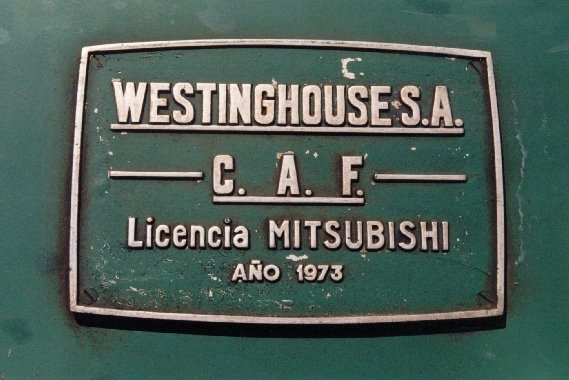 WESTINGHOUSE S.A.
C. A. F.
Licencia MITSUBISHI
AÑO 1973